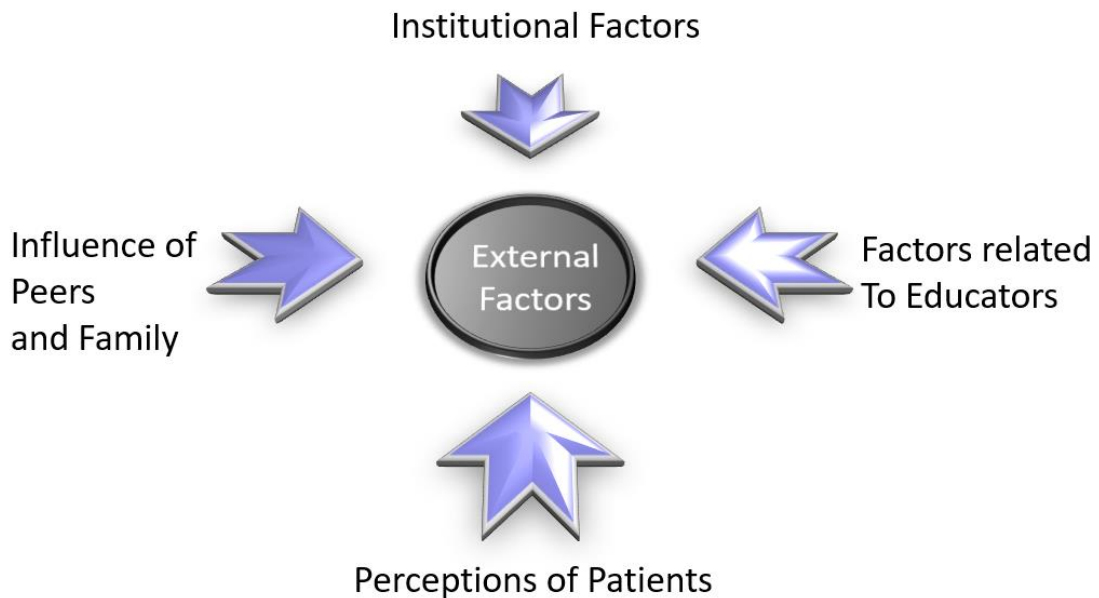 Institutional Factors
Influence of
Peers
and Family
External
Factors
Factors related
To Educators
Perceptions of Patients